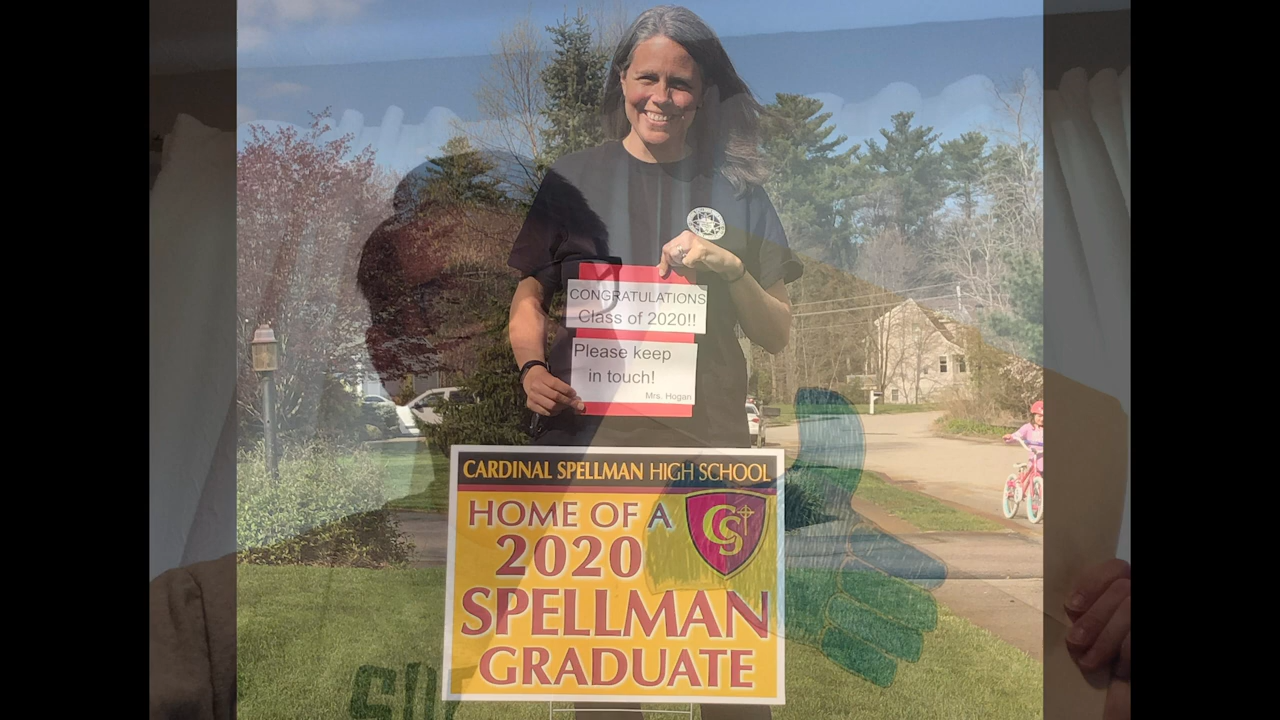 CONGRATULATIONS
Class of 2020!!
Please keep
in touch!
Mrs. Hogan
CARDINAL SPELLMAN HIGH SCHOOL
HOME OF A
CS
2020
SPELLMAN
GRADUATE